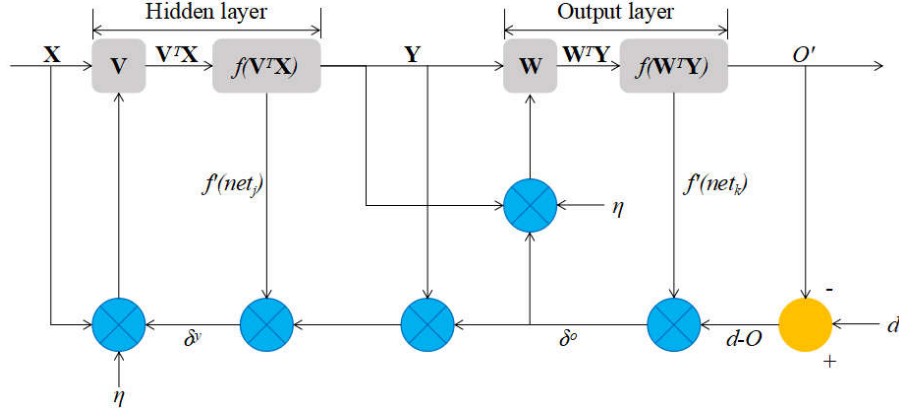 Hidden layer
Output layer
X
V
VᵀX
f(VᵀX)
Y
W
WᵀY
f(WᵀY)
O'
f'(netⱼ)
f'(netₖ)
η
-
δʸ
δᵒ
d-O
d
+
η